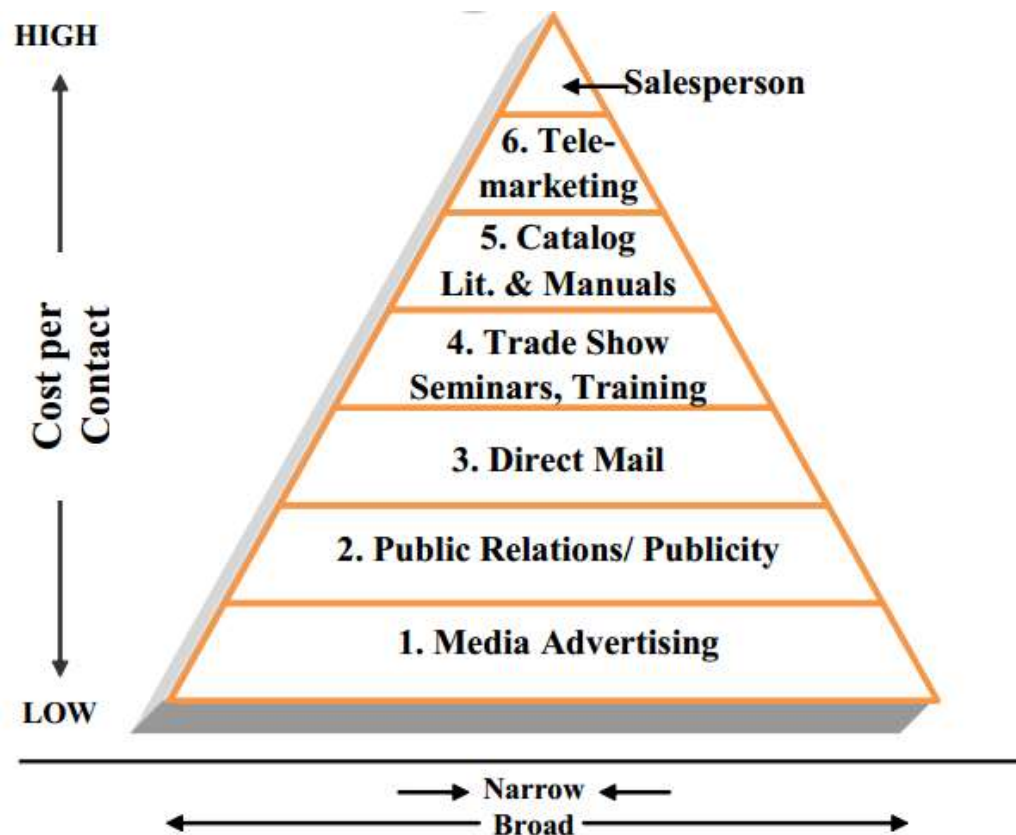 HIGH
Salesperson
6. Tele-
marketing
5. Catalog
Lit. & Manuals
4. Trade Show
Seminars, Training
Cost per
Contact
3. Direct Mail
2. Public Relations/ Publicity
1. Media Advertising
LOW
Narrow
Broad